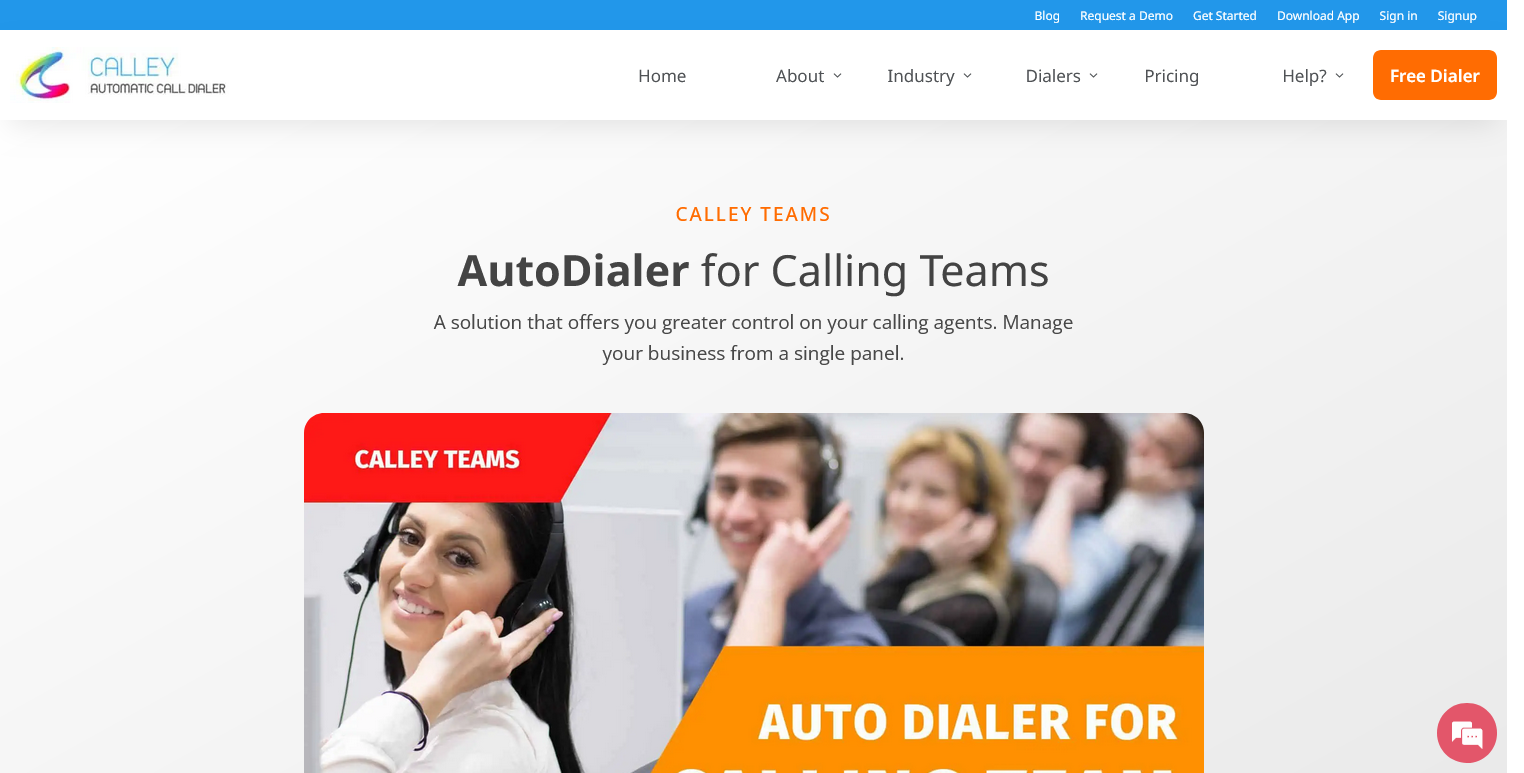 Blog Request a Demo Get Started Download App Sign in Signup
CALLEY
AUTOMATIC CALL DIALER
Home About Industry Dialers Pricing Help? Free Dialer
CALLEY TEAMS
AutoDialer for Calling Teams
A solution that offers you greater control on your calling agents. Manage
your business from a single panel.
CALLEY TEAMS
AUTO DIALER FOR
CALLING TEAM